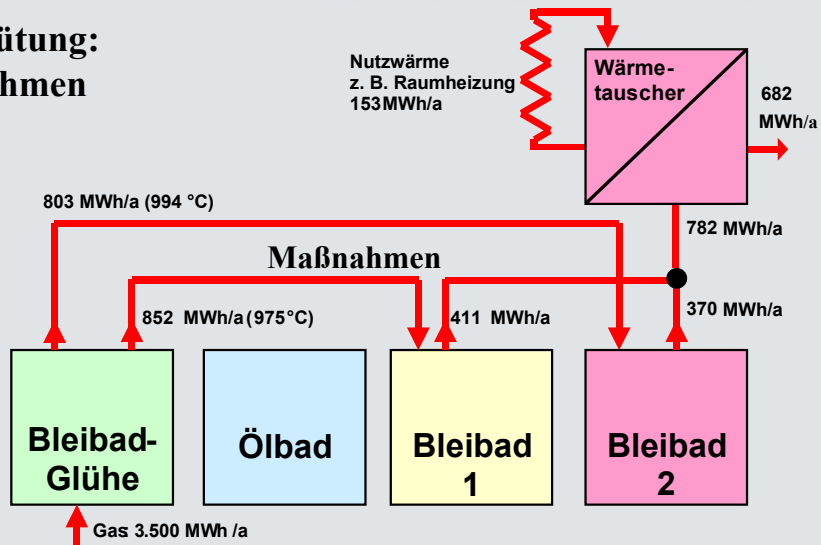 ütung:
hmen
Nutzwärme
z. B. Raumheizung
153MWh/a
Wärme-
tauscher
682
MWh/a
803 MWh/a (994 °C)
782 MWh/a
Maßnahmen
852 MWh/a (975°C)
411 MWh/a
370 MWh/a
Bleibad-
Glühe
Ölbad
Bleibad
1
Bleibad
2
Gas: 3.500 MWh /a